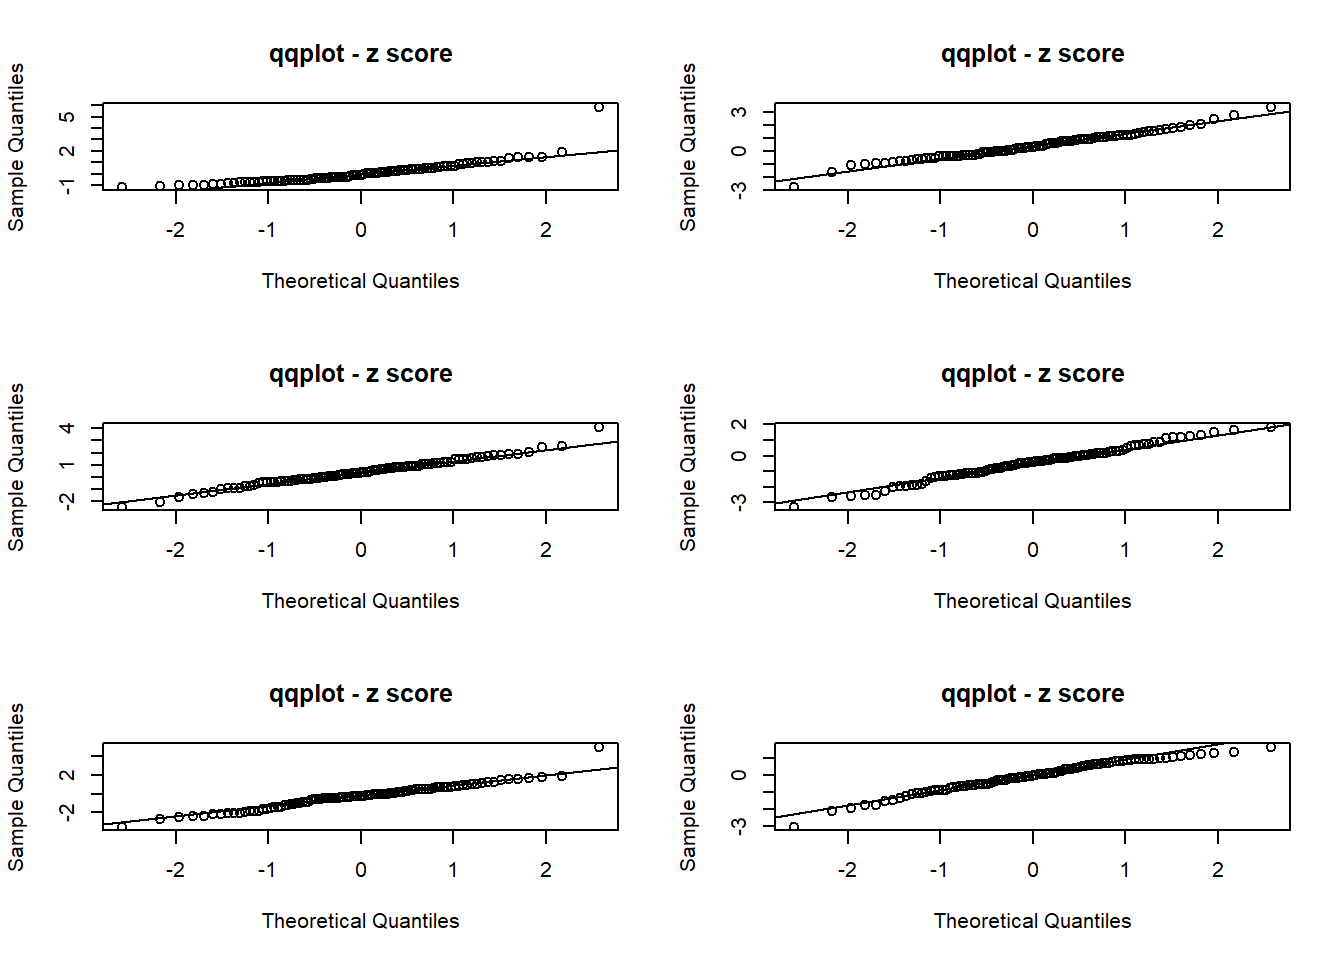 qqplot - z score
Sample Quantiles
5
2
-1
-2 -1 0 1 2
Theoretical Quantiles
qqplot - z score
Sample Quantiles
3
0
-3
-2 -1 0 1 2
Theoretical Quantiles
qqplot - z score
Sample Quantiles
4
1
-2
-2 -1 0 1 2
Theoretical Quantiles
qqplot - z score
Sample Quantiles
2
0
-3
-2 -1 0 1 2
Theoretical Quantiles
qqplot - z score
Sample Quantiles
2
-2
-2 -1 0 1 2
Theoretical Quantiles
qqplot - z score
Sample Quantiles
0
-3
-2 -1 0 1 2
Theoretical Quantiles